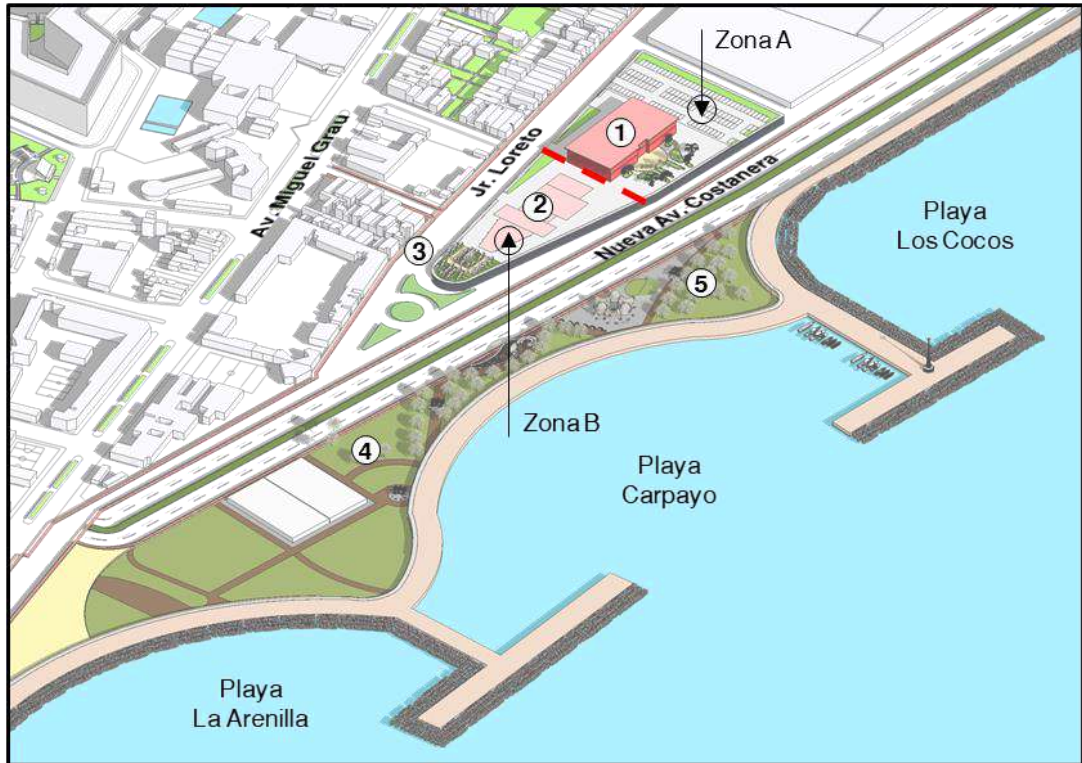 Zona A
1
Av. Miguel Grau
Jr. Loreto
2
3
Nueva Av. Costanera
Playa
Los Cocos
5
Zona B
4
Playa
Carpayo
Playa
La Arenilla